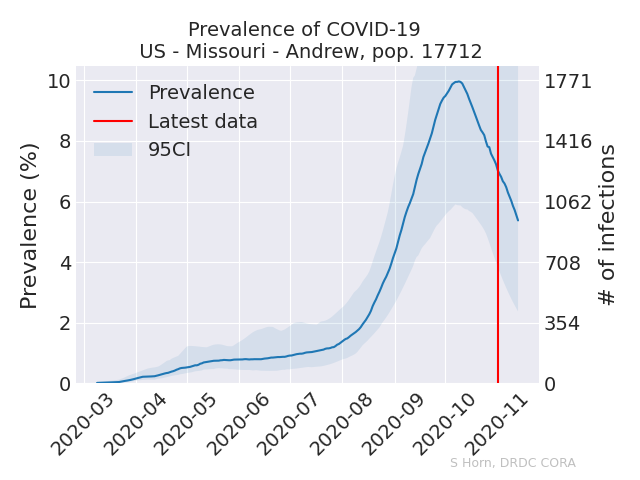 Prevalence of COVID-19
US - Missouri - Andrew, pop. 17712
Prevalence
Latest data
95CI
Prevalence (%)
10
8
6
4
2
0
1771
1416
1062
708
354
0
# of infections
2020-03
2020-04
2020-05
2020-06
2020-07
2020-08
2020-09
2020-10
2020-11
S Horn, DRDC CORA